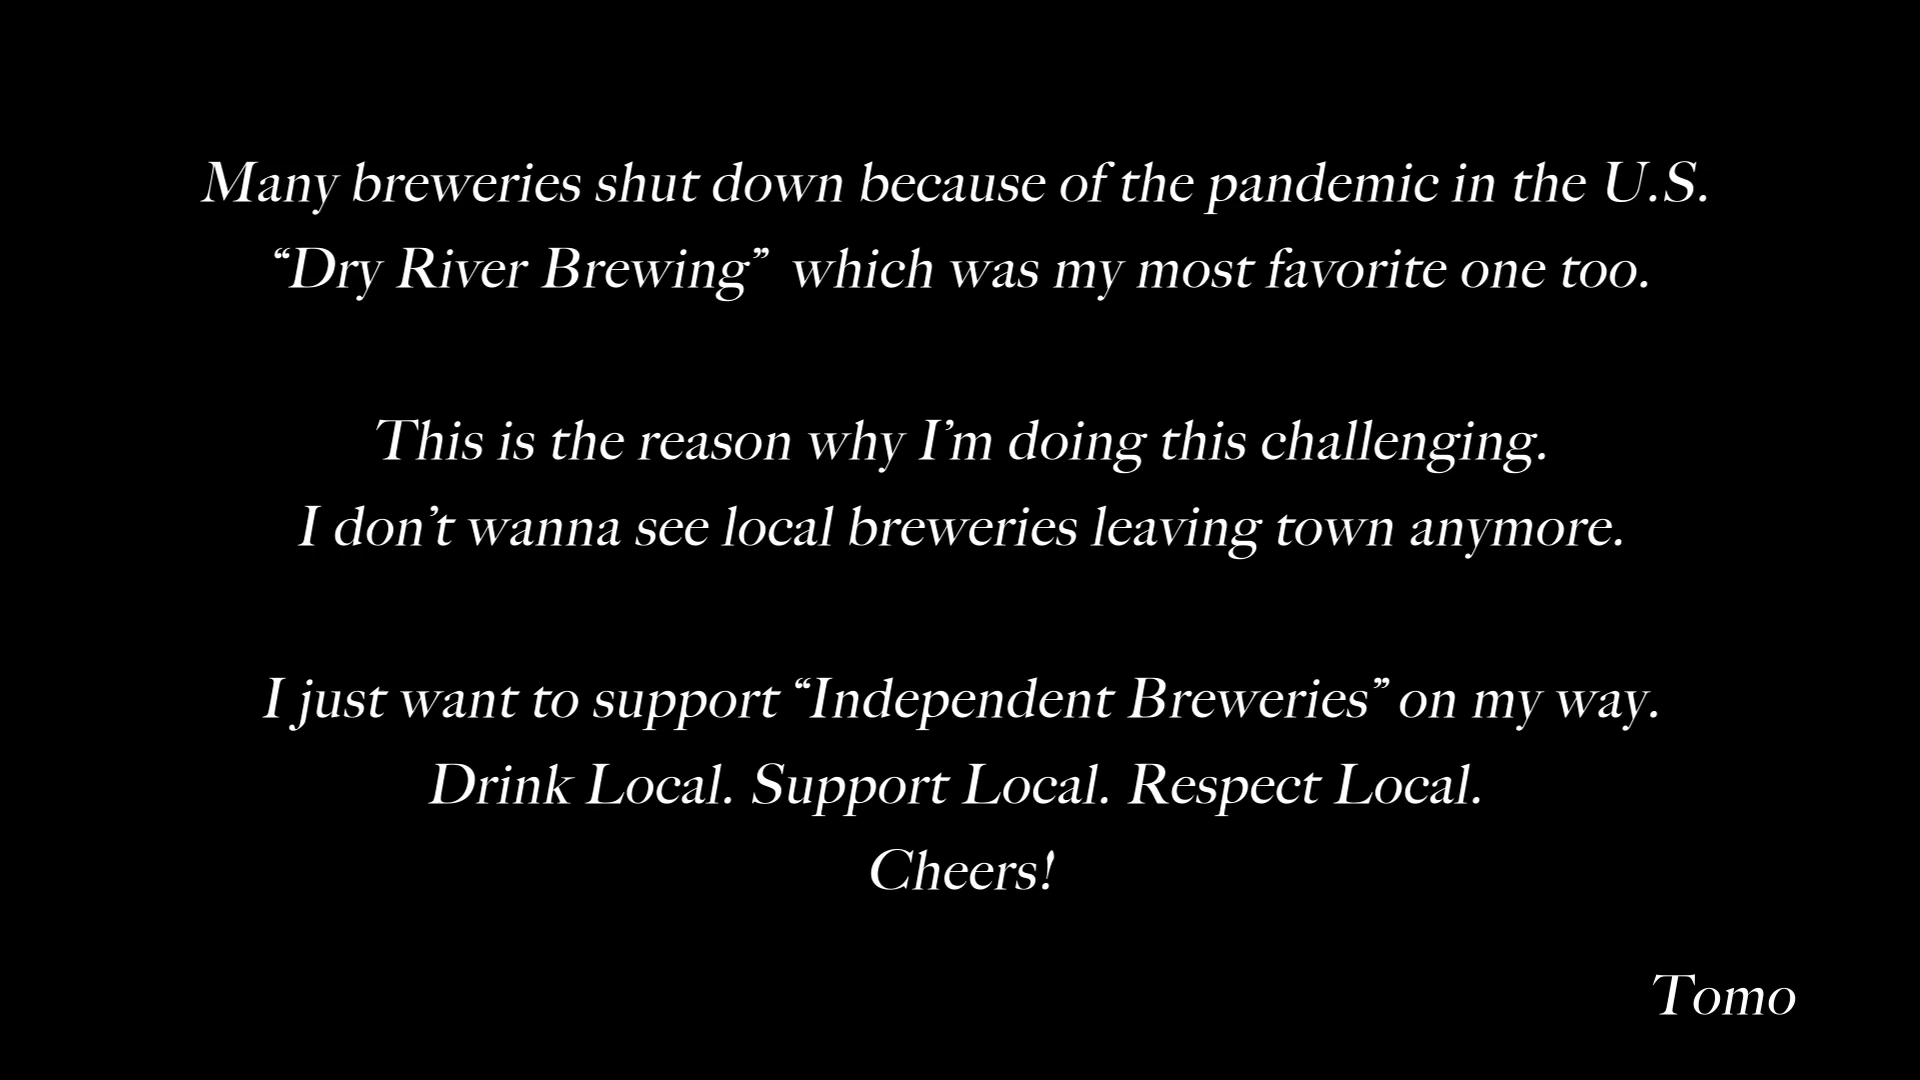 Many breweries shut down because of the pandemic in the U.S.
“Dry River Brewing”  which was my most favorite one too.
This is the reason why I’m doing this challenging.
I don’t wanna see local breweries leaving town anymore.
I just want to support “Independent Breweries” on my way.
Drink Local. Support Local. Respect Local.
Cheers!
Tomo